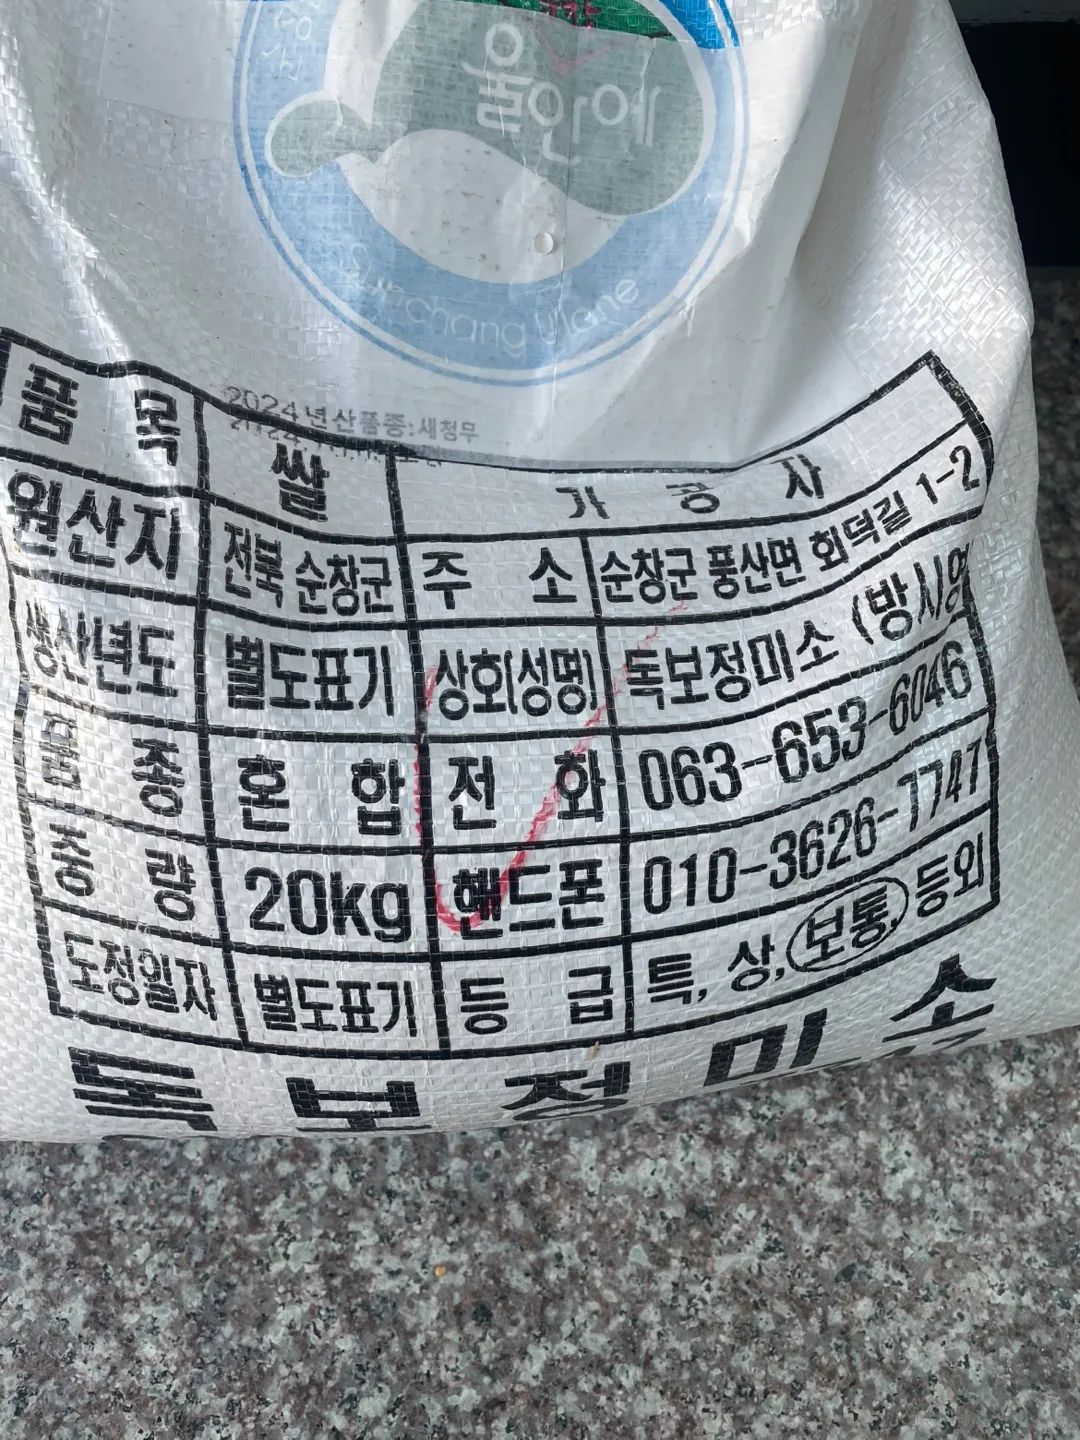 울안에
Sunchang Ulane
2024년산품종:새청무
품 목 쌀 가 공 자
원산지 전북 순창군 주 소 순창군 풍산면 회덕길 1-2
생산년도 별도표기 상호(성명) 독보정미소 (방시영
품 종 혼 합 전 화 063-653-6046
중 량 20kg 핸드폰 010-3626-7747
도정일자 별도표기 등 급 특, 상, 보통, 등외
독보정미소